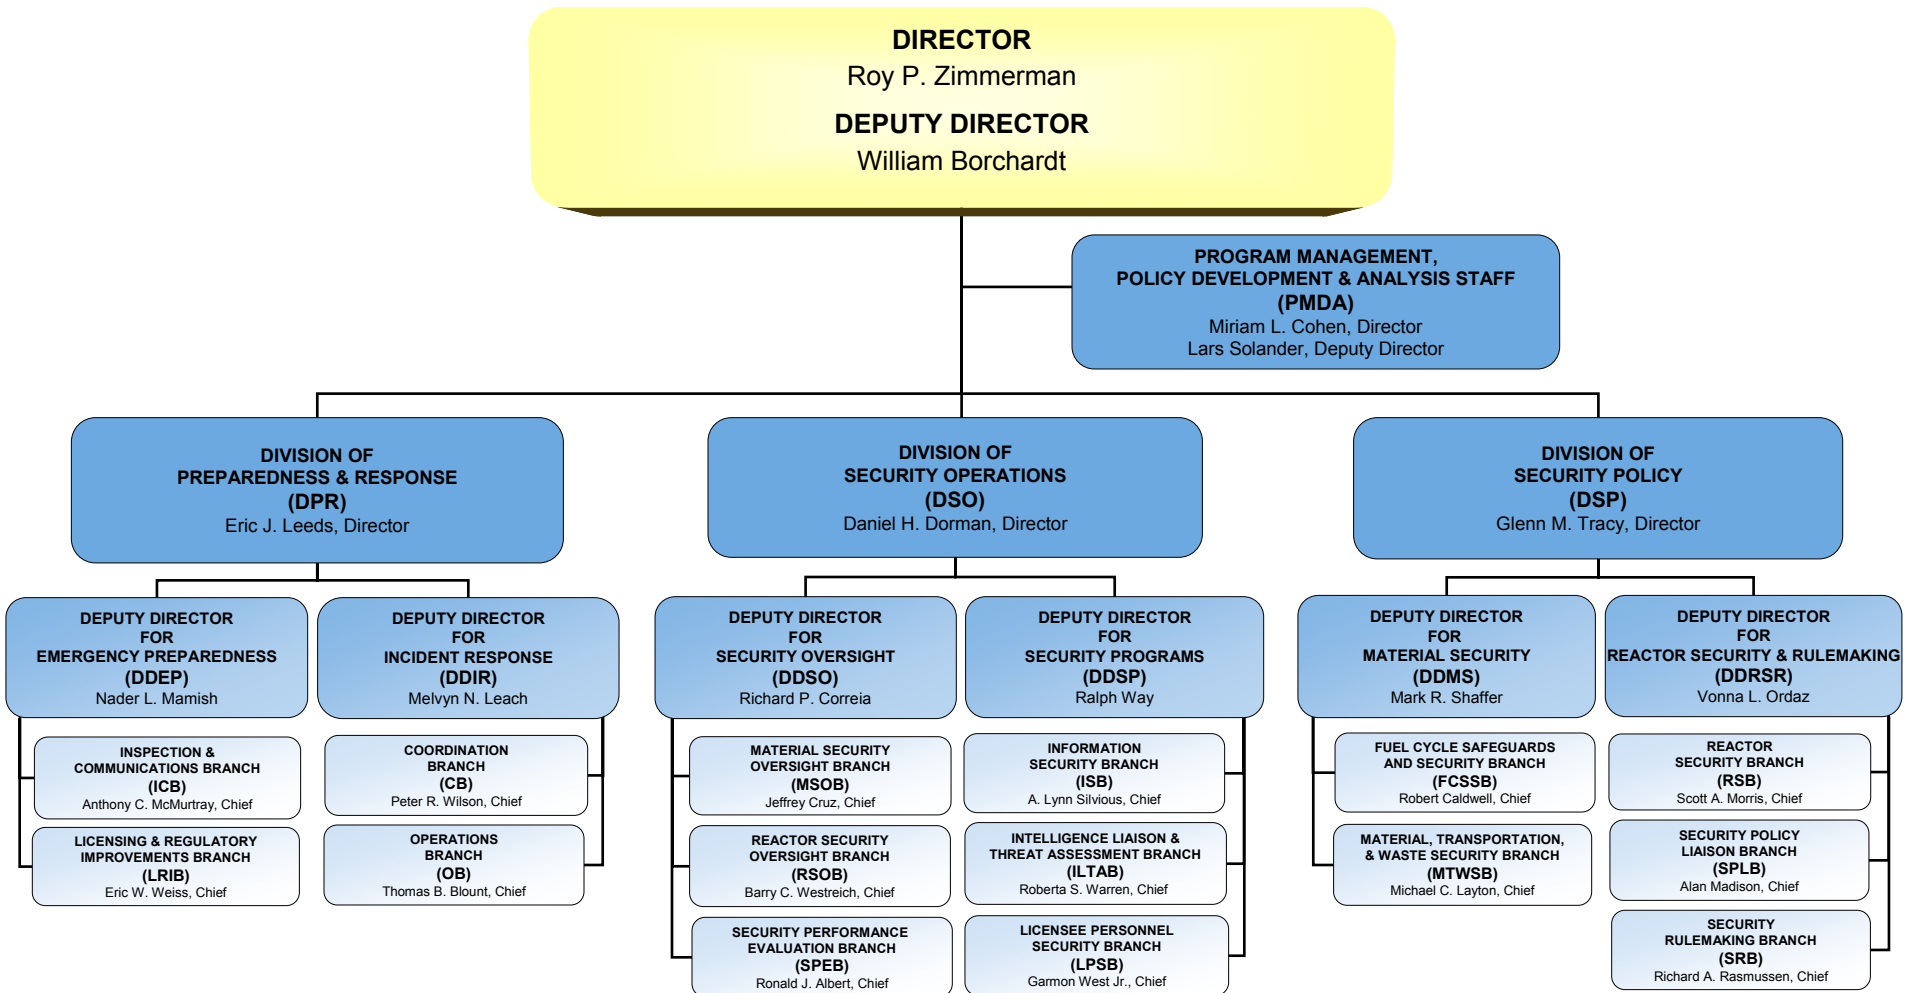 DIRECTOR
Roy P. Zimmerman
DEPUTY DIRECTOR
William Borchardt
PROGRAM MANAGEMENT,
POLICY DEVELOPMENT & ANALYSIS STAFF
(PMDA)
Miriam L. Cohen, Director
Lars Solander, Deputy Director
DIVISION OF
PREPAREDNESS & RESPONSE
(DPR)
Eric J. Leeds, Director
DIVISION OF
SECURITY OPERATIONS
(DSO)
Daniel H. Dorman, Director
DIVISION OF
SECURITY POLICY
(DSP)
Glenn M. Tracy, Director
DEPUTY DIRECTOR
FOR
EMERGENCY PREPAREDNESS
(DDEP)
Nader L. Mamish
DEPUTY DIRECTOR
FOR
INCIDENT RESPONSE
(DDIR)
Melvyn N. Leach
DEPUTY DIRECTOR
FOR
SECURITY OVERSIGHT
(DDSO)
Richard P. Correia
DEPUTY DIRECTOR
FOR
SECURITY PROGRAMS
(DDSP)
Ralph Way
DEPUTY DIRECTOR
FOR
MATERIAL SECURITY
(DDMS)
Mark R. Shaffer
DEPUTY DIRECTOR
FOR
REACTOR SECURITY & RULEMAKING
(DDRSR)
Vonna L. Ordaz
INSPECTION &
COMMUNICATIONS BRANCH
(ICB)
Anthony C. McMurtray, Chief
COORDINATION
BRANCH
(CB)
Peter R. Wilson, Chief
MATERIAL SECURITY
OVERSIGHT BRANCH
(MSOB)
Jeffrey Cruz, Chief
INFORMATION
SECURITY BRANCH
(ISB)
A. Lynn Silvious, Chief
FUEL CYCLE SAFEGUARDS
AND SECURITY BRANCH
(FCSSB)
Robert Caldwell, Chief
REACTOR
SECURITY BRANCH
(RSB)
Scott A. Morris, Chief
LICENSING & REGULATORY
IMPROVEMENTS BRANCH
(LRIB)
Eric W. Weiss, Chief
OPERATIONS
BRANCH
(OB)
Thomas B. Blount, Chief
REACTOR SECURITY
OVERSIGHT BRANCH
(RSOB)
Barry C. Westreich, Chief
INTELLIGENCE LIAISON &
THREAT ASSESSMENT BRANCH
(ILTAB)
Roberta S. Warren, Chief
MATERIAL, TRANSPORTATION,
& WASTE SECURITY BRANCH
(MTWSB)
Michael C. Layton, Chief
SECURITY POLICY
LIAISON BRANCH
(SPLB)
Alan Madison, Chief
SECURITY PERFORMANCE
EVALUATION BRANCH
(SPEB)
Ronald J. Albert, Chief
LICENSEE PERSONNEL
SECURITY BRANCH
(LPSB)
Garmon West Jr., Chief
SECURITY
RULEMAKING BRANCH
(SRB)
Richard A. Rasmussen, Chief